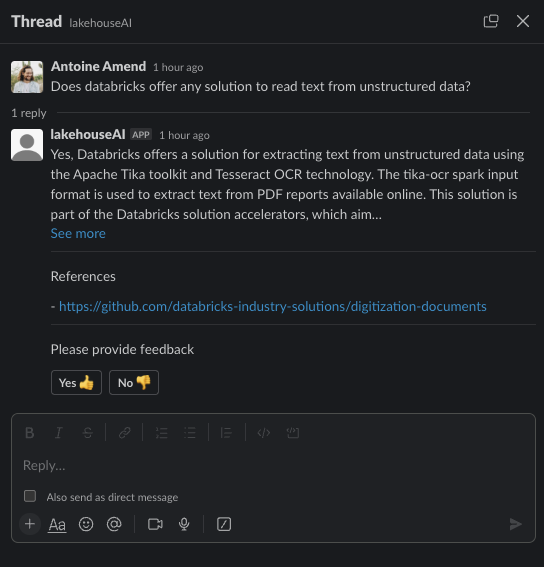 Thread lakehouseAI
Antoine Amend 1 hour ago
Does databricks offer any solution to read text from unstructured data?
1 reply
lakehouseAI APP 1 hour ago
Yes, Databricks offers a solution for extracting text from unstructured data using
the Apache Tika toolkit and Tesseract OCR technology. The tika-ocr spark input
format is used to extract text from PDF reports available online. This solution is
part of the Databricks solution accelerators, which aim...
See more
References
- https://github.com/databricks-industry-solutions/digitization-documents
Please provide feedback
Yes 👍 No 👎
B I S
Reply...
Also send as direct message
Aa